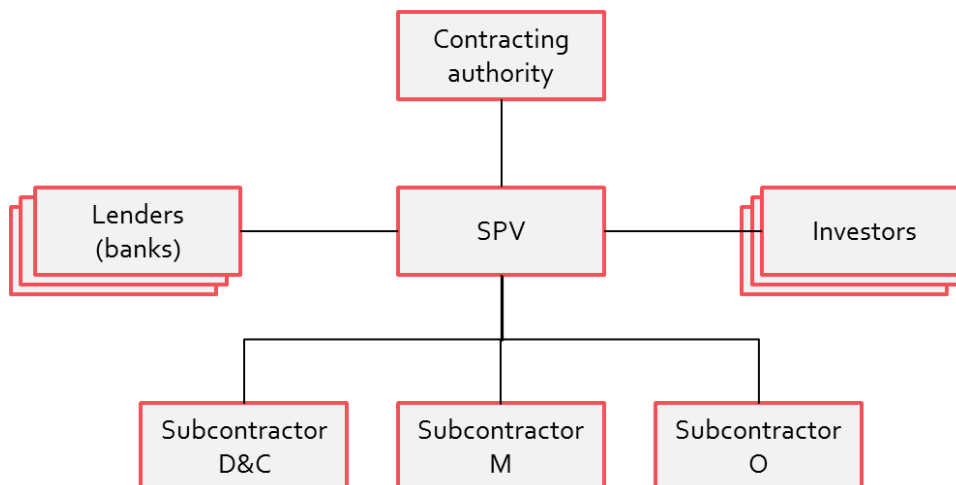 Contracting
authority
Lenders
(banks)
SPV
Investors
Subcontractor
D&C
Subcontractor
M
Subcontractor
O